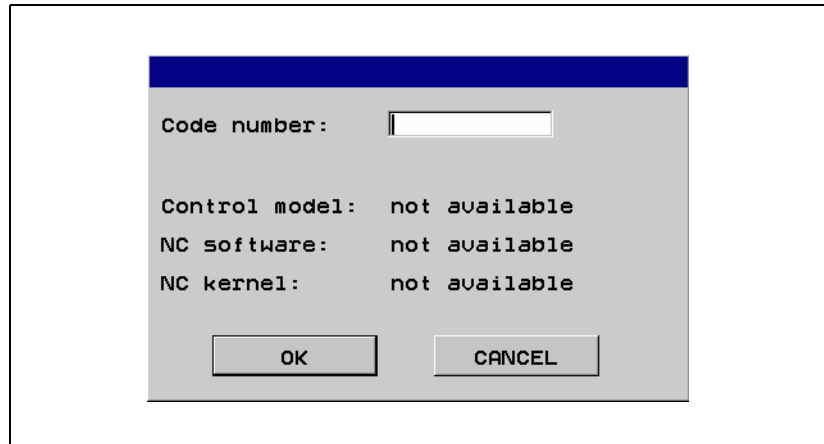 Code number:
Control model: not available
NC software: not available
NC kernel: not available
OK CANCEL